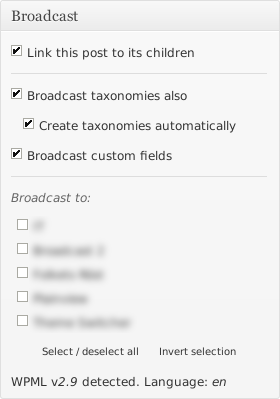 Broadcast
Link this post to its children
Broadcast taxonomies also
Create taxonomies automatically
Broadcast custom fields
Broadcast to:
Select / deselect all Invert selection
WPML v2.9 detected. Language: en